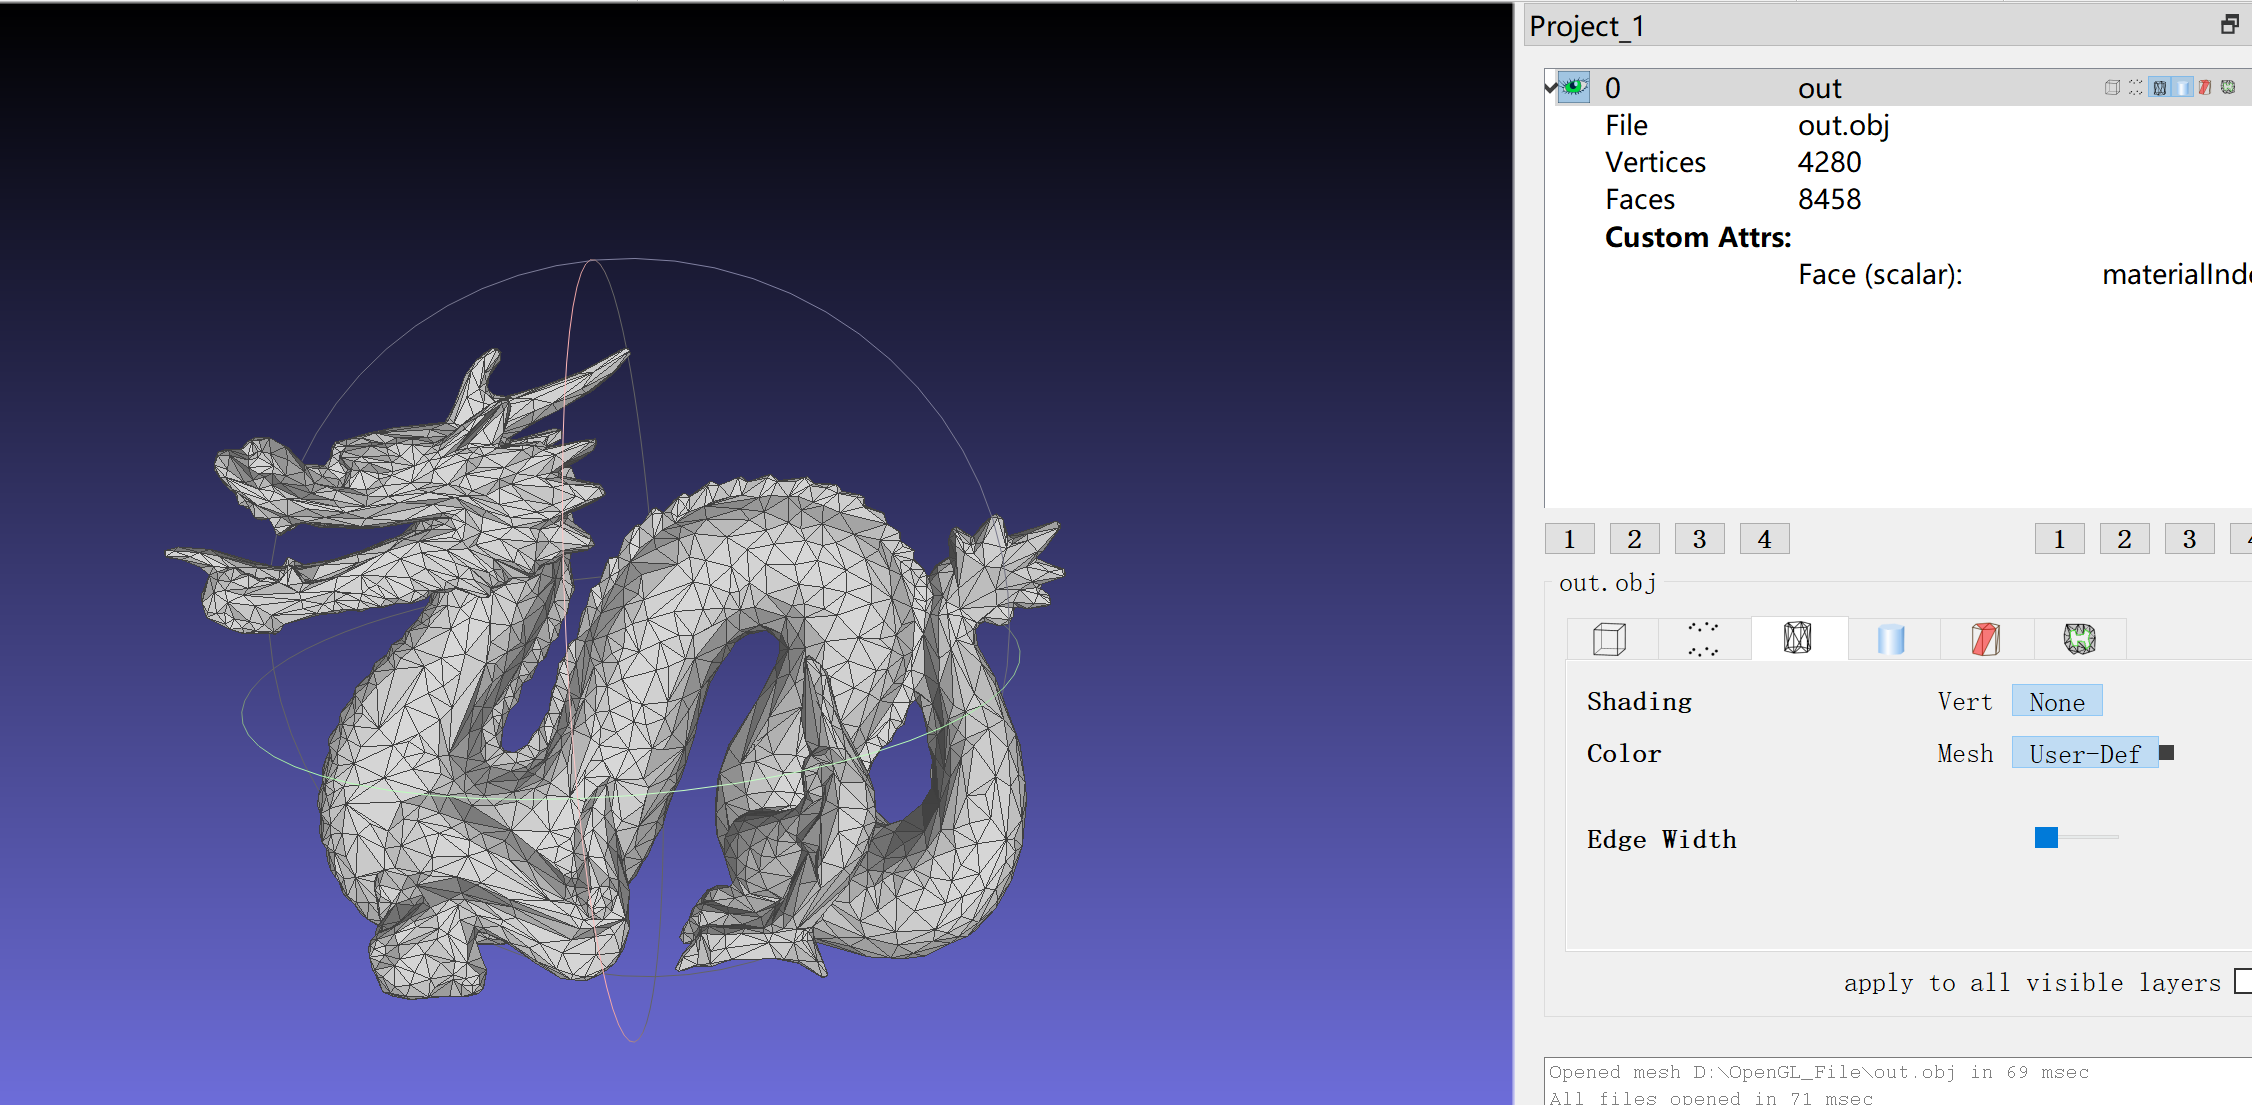 Project_1
0 out
File out.obj
Vertices 4280
Faces 8458
Custom Attrs:
Face (scalar): materialInd
1 2 3 4 1 2 3
out.obj
Shading Vert None
Color Mesh User-Def
Edge Width
apply to all visible layers
Opened mesh D:\OpenGL_File\out.obj in 69 msec
All files opened in 71 msec